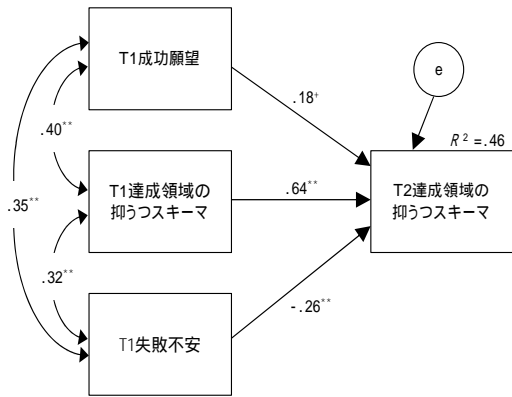 T1成功願望
e
.18⁺
R² =.46
.40**
T1達成領域の
抑うつスキーマ
.64**
T2達成領域の
抑うつスキーマ
.35**
.32**
-.26**
T1失敗不安